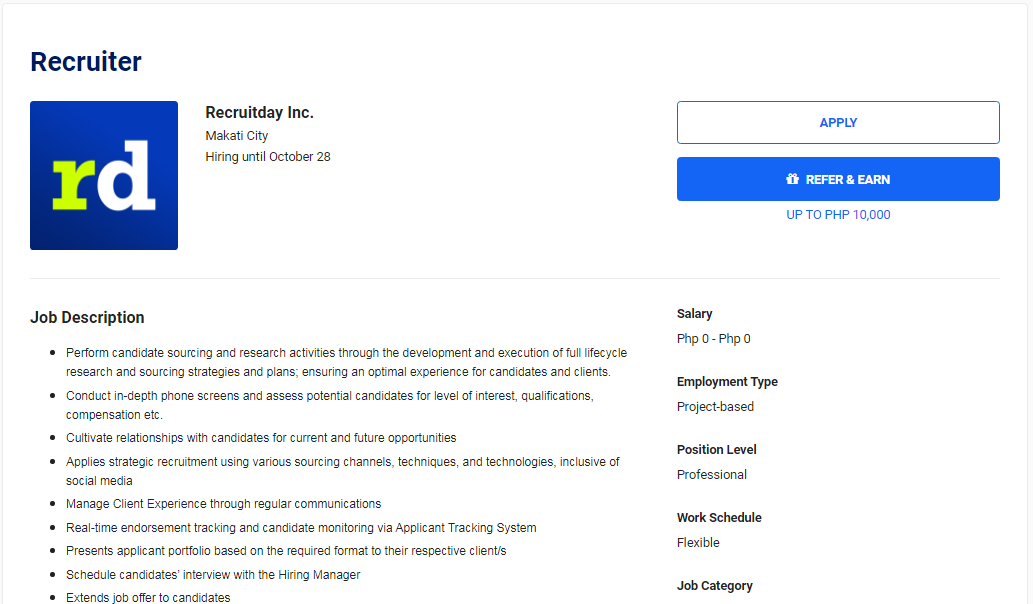 Recruiter
rd
Recruitday Inc.
Makati City
Hiring until October 28
APPLY
REFER & EARN
UP TO PHP 10,000
Job Description
• Perform candidate sourcing and research activities through the development and execution of full lifecycle
research and sourcing strategies and plans; ensuring an optimal experience for candidates and clients.
• Conduct in-depth phone screens and assess potential candidates for level of interest, qualifications,
compensation etc.
• Cultivate relationships with candidates for current and future opportunities
• Applies strategic recruitment using various sourcing channels, techniques, and technologies, inclusive of
social media
• Manage Client Experience through regular communications
• Real-time endorsement tracking and candidate monitoring via Applicant Tracking System
• Presents applicant portfolio based on the required format to their respective client/s
• Schedule candidates' interview with the Hiring Manager
• Extends job offer to candidates
Salary
Php 0 - Php 0
Employment Type
Project-based
Position Level
Professional
Work Schedule
Flexible
Job Category